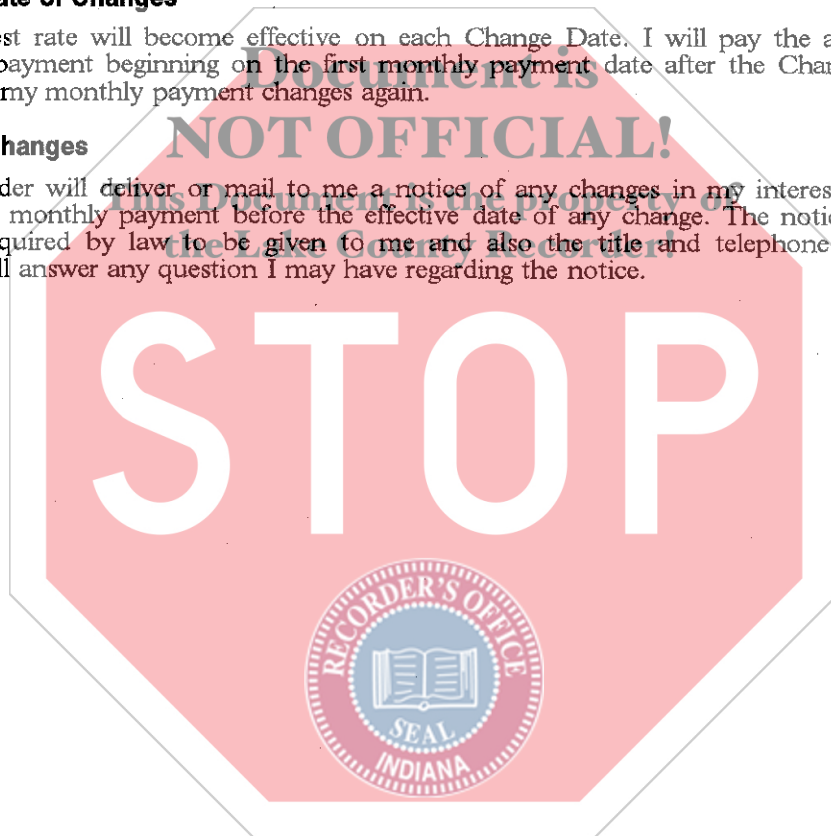 ate of Changes
est rate will become effective on each Change Date. I will pay the a
payment beginning on the first monthly payment date after the Char
my monthly payment changes again.
hanges
der will deliver or mail to me a notice of any changes in my interes
monthly payment before the effective date of any change. The notic
quired by law to be given to me and also the title and telephone
ll answer any question I may have regarding the notice.
Document is
NOT OFFICIAL!
This Document is the property of
the Lake County Recorder!
STOP
RECORDER'S OFFICE
SEAL
INDIANA